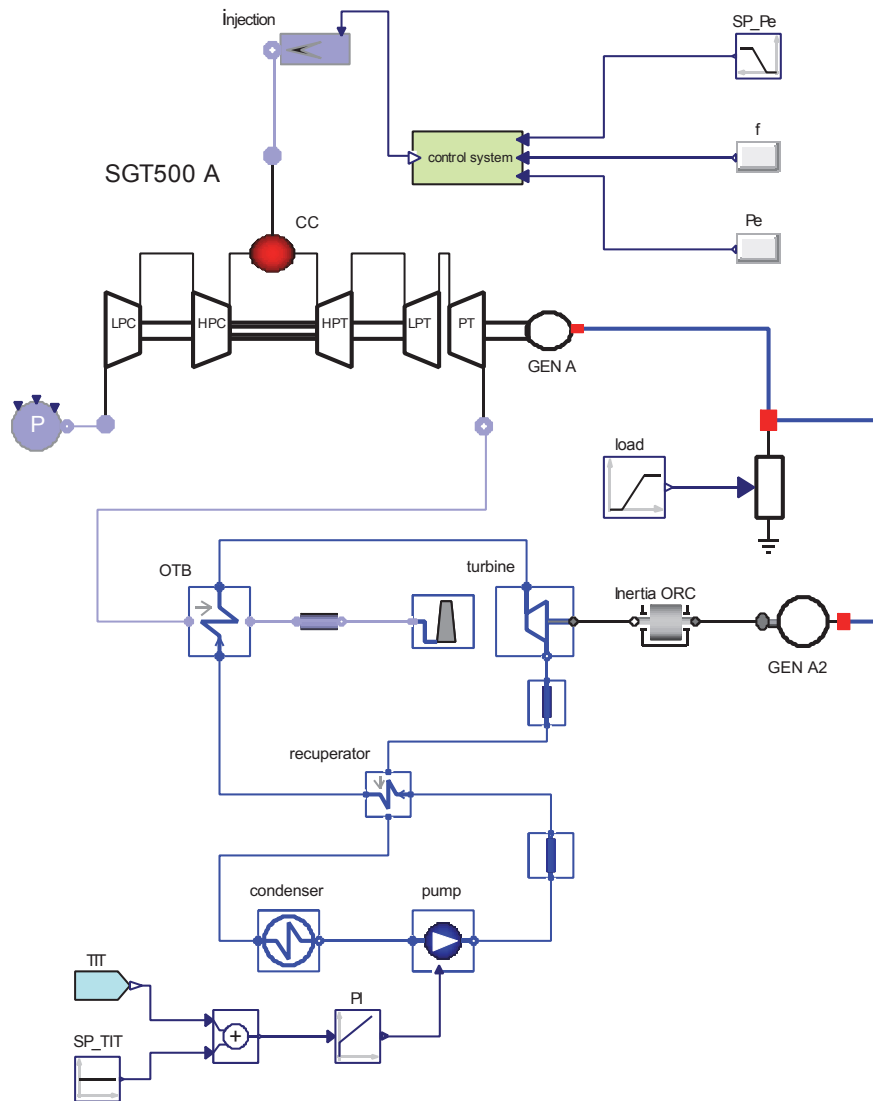 injection
SP_Pe
f
control system
SGT500 A
Pe
CC
LPC
HPC
HPT
LPT
PT
GEN A
P
load
OTB
turbine
Inertia ORC
GEN A2
recuperator
condenser
pump
TIT
PI
SP_TIT
+